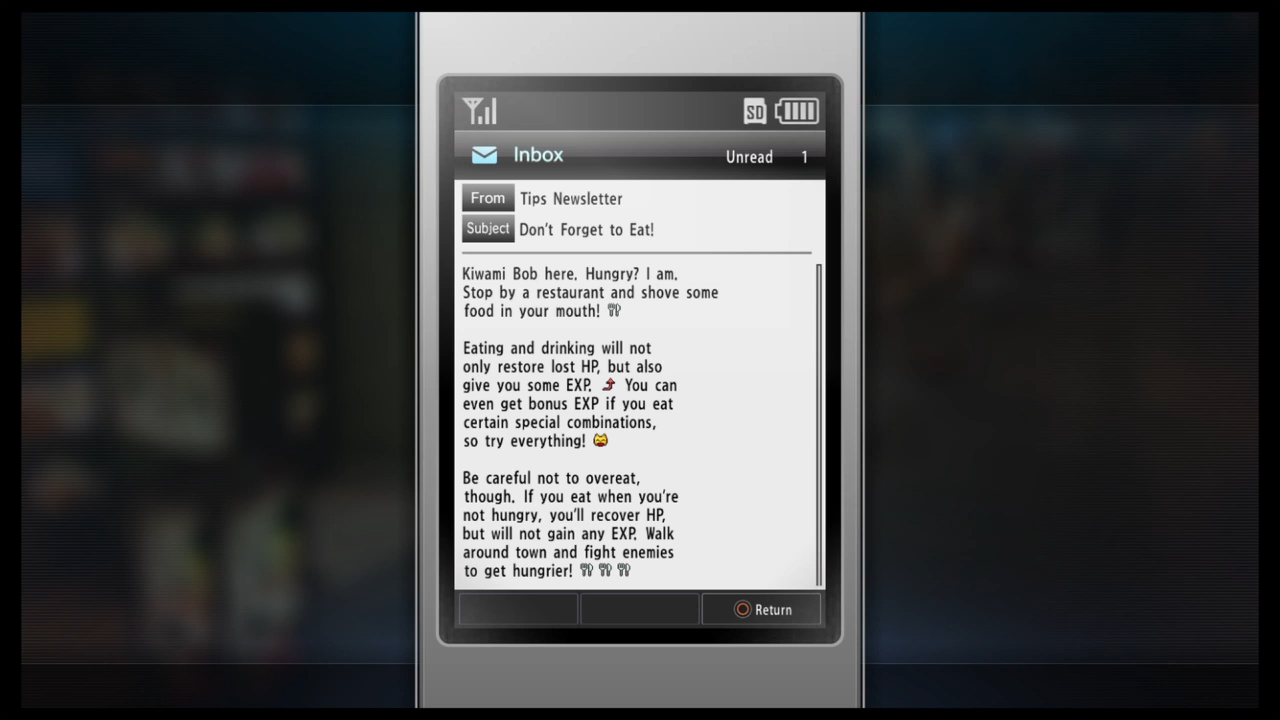 SD
Inbox
Unread 1
From Tips Newsletter
Subject Don't Forget to Eat!
Kiwami Bob here. Hungry? I am.
Stop by a restaurant and shove some
food in your mouth!
Eating and drinking will not
only restore lost HP, but also
give you some EXP. You can
even get bonus EXP if you eat
certain special combinations,
so try everything!
Be careful not to overeat,
though. If you eat when you're
not hungry, you'll recover HP,
but will not gain any EXP. Walk
around town and fight enemies
to get hungrier!
Return